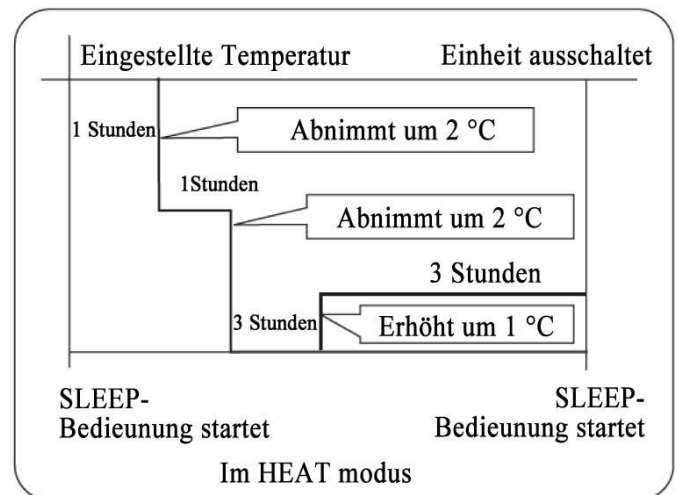 Eingestellte Temperatur
Einheit ausschaltet
1 Stunden
Abnimmt um 2 °C
1Stunden
Abnimmt um 2 °C
3 Stunden
3 Stunden
Erhöht um 1 °C
SLEEP-
Bedieunung startet
SLEEP-
Bedieunung startet
Im HEAT modus